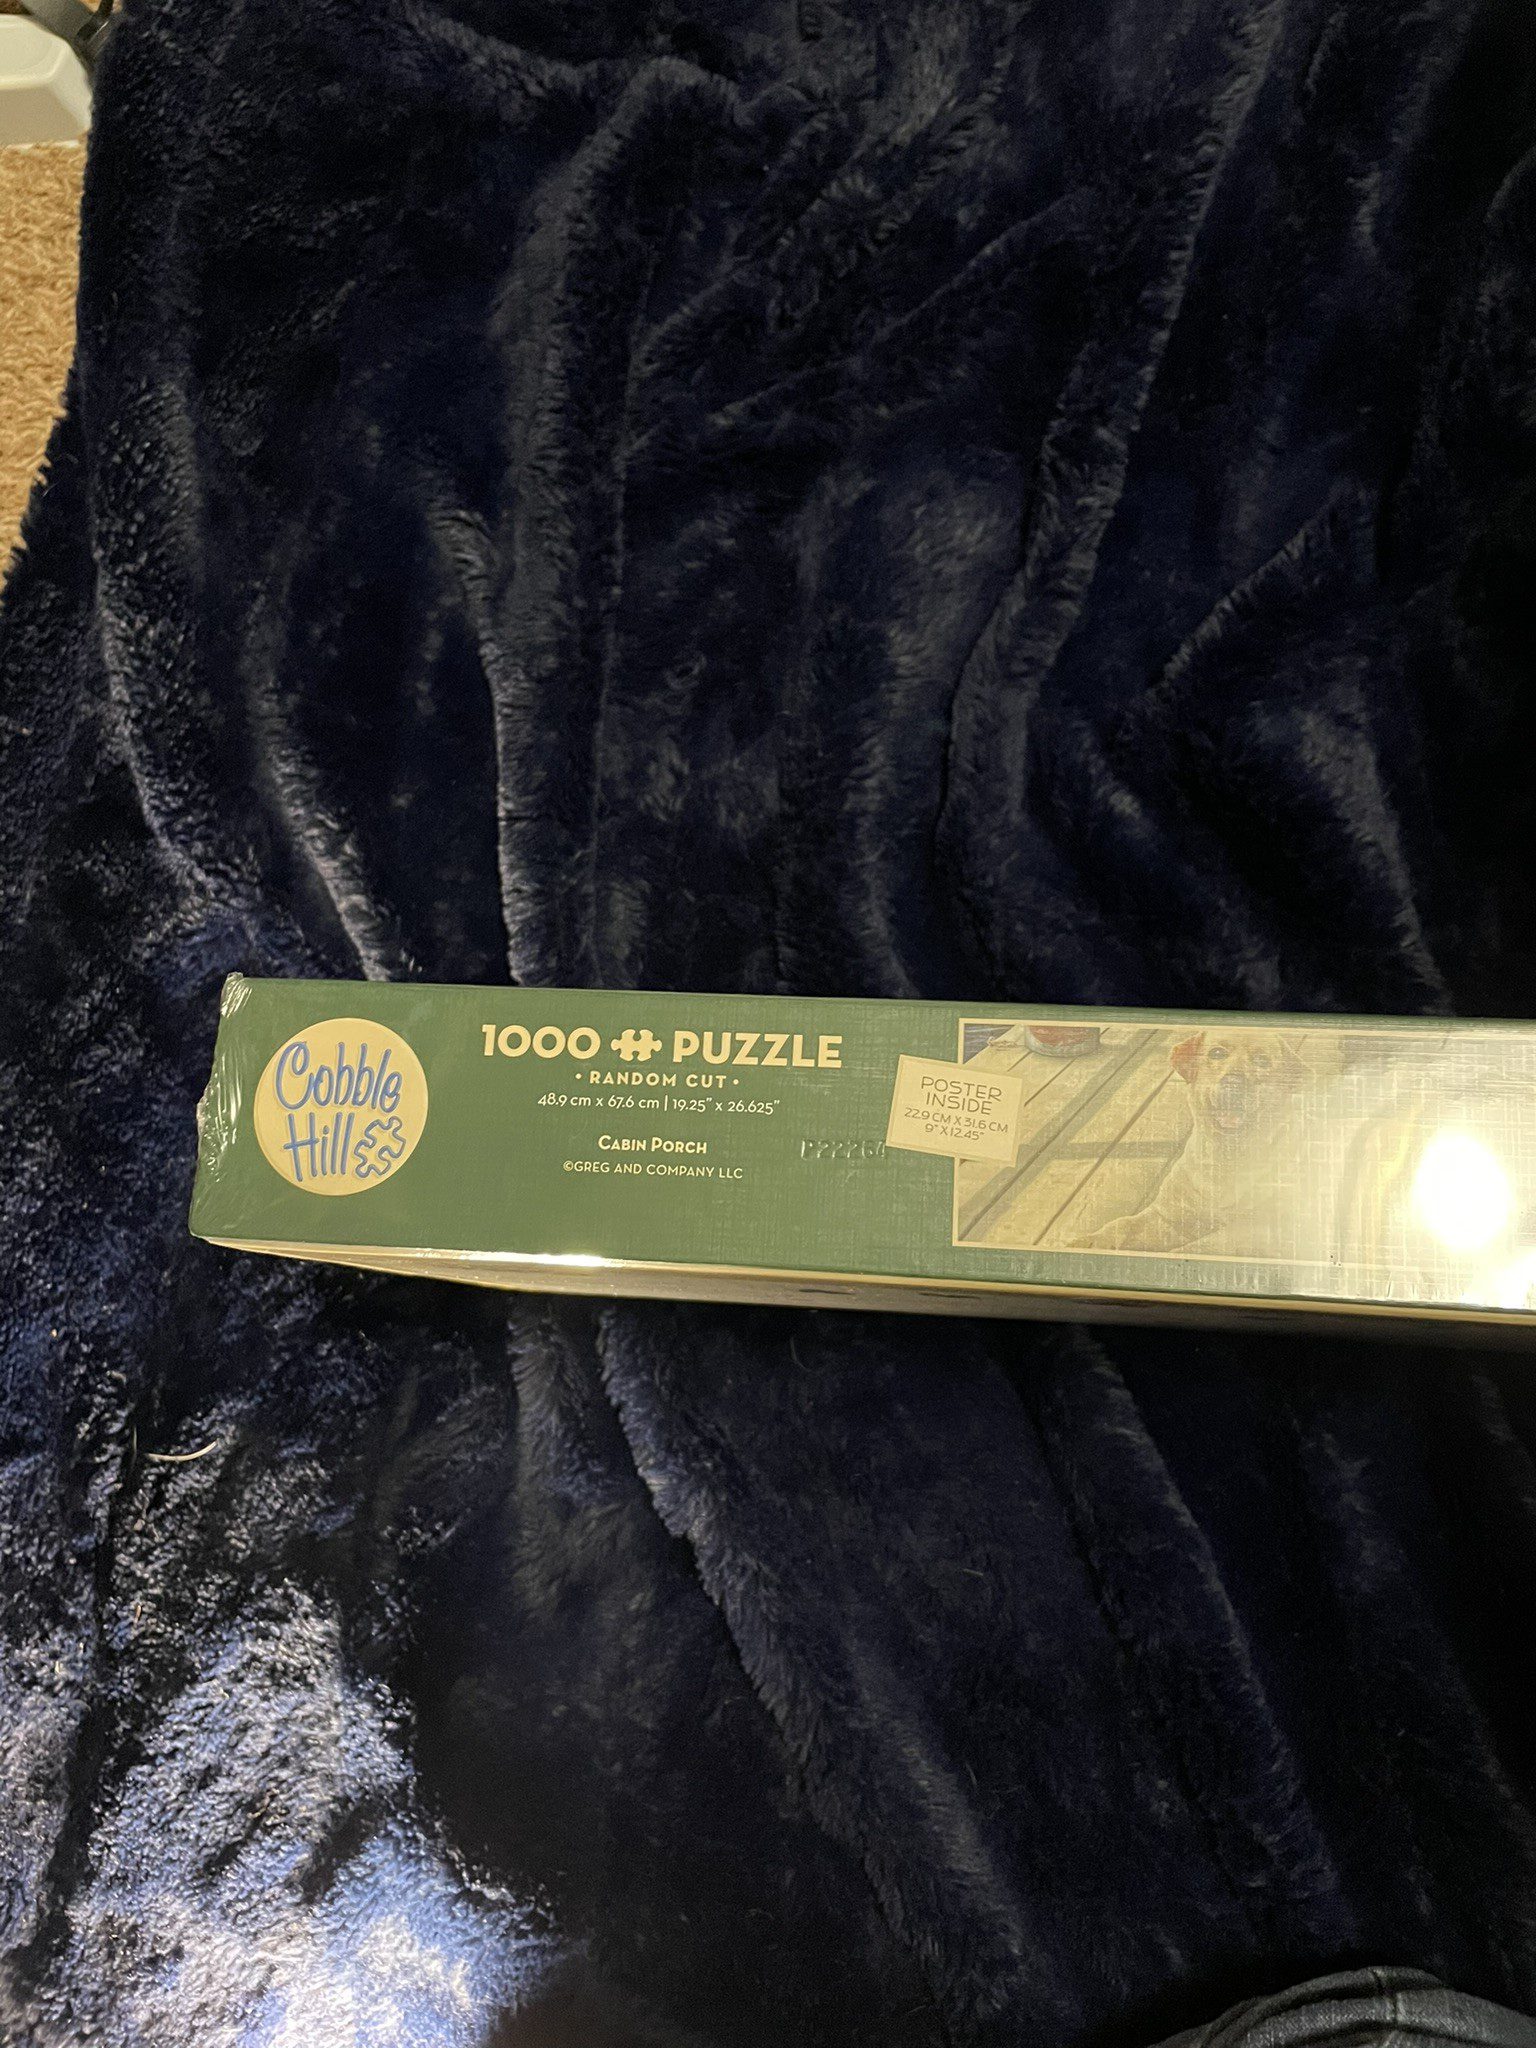 Cobble
Hill
1000 PUZZLE
• RANDOM CUT •
48.9 cm x 67.6 cm | 19.25" x 26.625"
CABIN PORCH
©GREG AND COMPANY LLC
POSTER
INSIDE
22.9 CM X 31.6 CM
9" X 12.45"